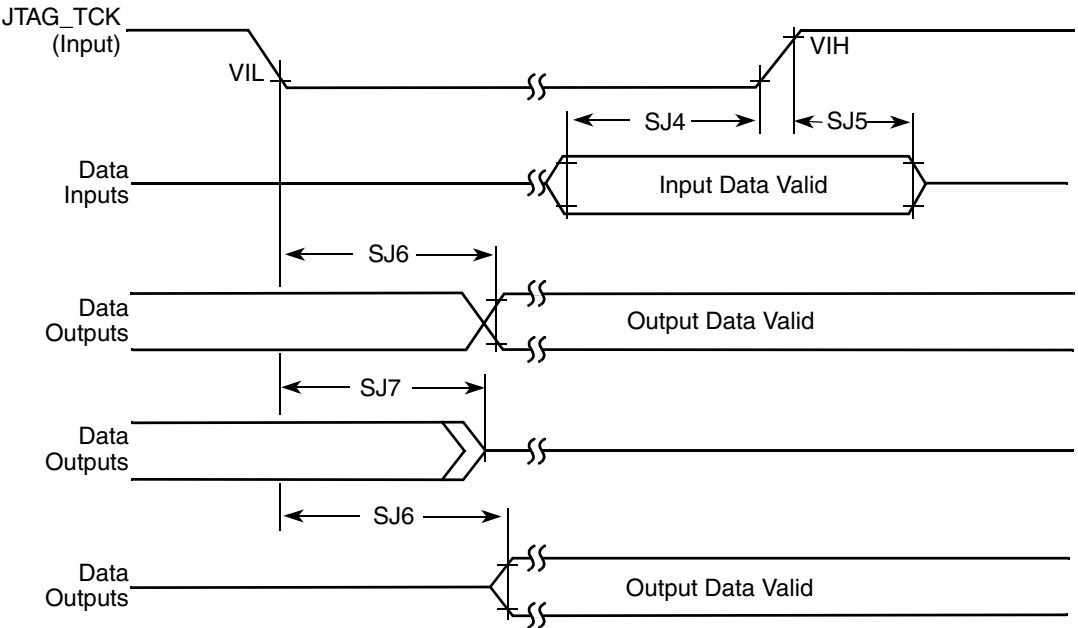 JTAG_TCK
(Input)
VIL
VIH
SJ4
SJ5
Data
Inputs
Input Data Valid
SJ6
Data
Outputs
Output Data Valid
SJ7
Data
Outputs
SJ6
Data
Outputs
Output Data Valid